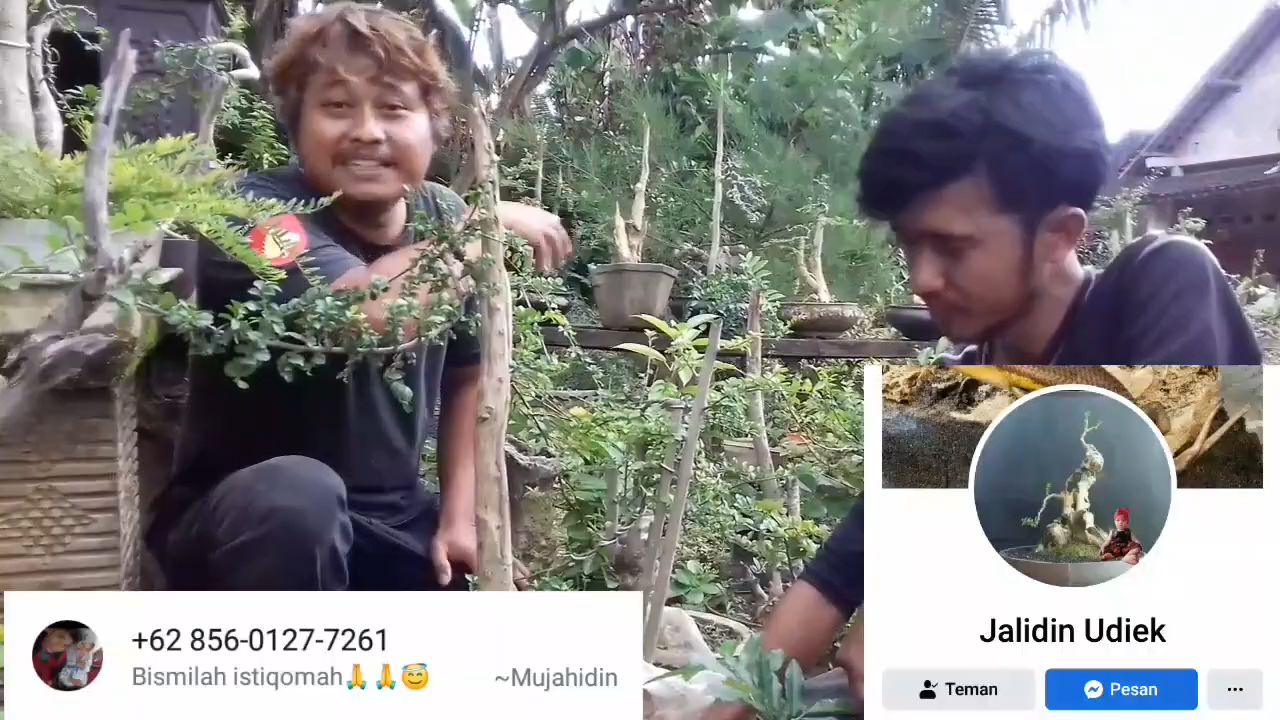 +62 856-0127-7261
Bismilah istiqomah🙏🙏😇 ~Mujahidin
Jalidin Udiek
Teman
Pesan